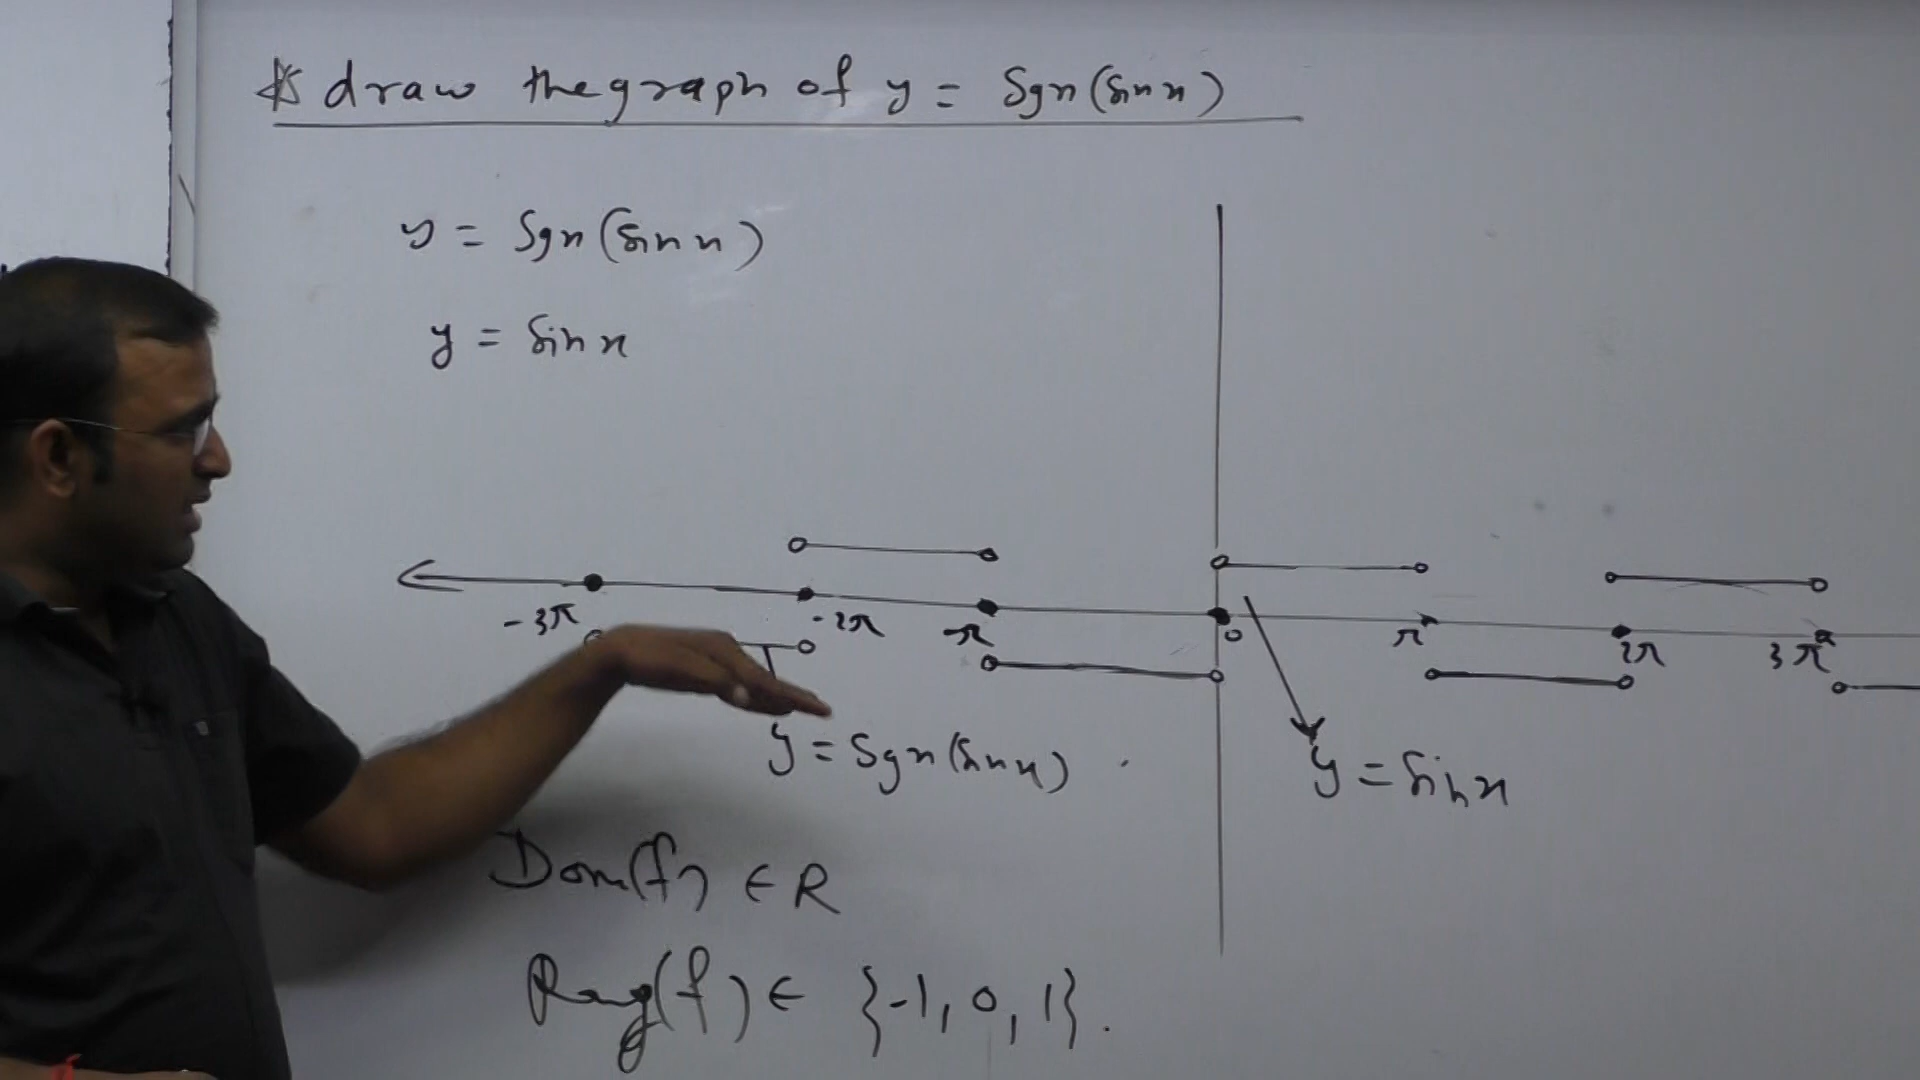 * draw the graph of y = Sgn(sin x)
y = Sgn(sin x)
y = sin x
-3π -2π -π 0 π 2π 3π
y = Sgn(sin x) .
y = sin x
Dom(f) ∈ R
Rang(f) ∈ {-1, 0, 1}.